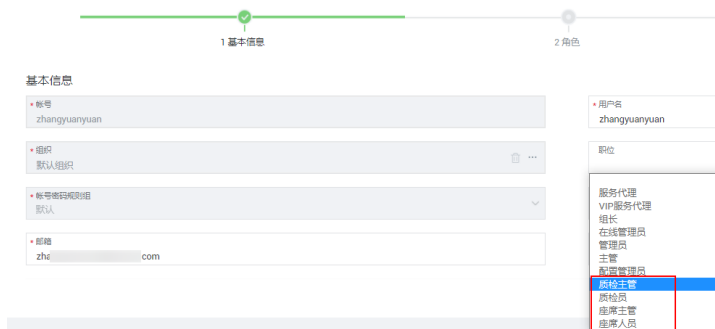 1 基本信息
2 角色
基本信息
* 帐号
zhangyuanyuan
* 用户名
zhangyuanyuan
* 组织
默认组织
职位
* 帐号密码规则组
默认
* 邮箱
zha com
服务代理
VIP服务代理
组长
在线管理员
管理员
主管
配置管理员
质检主管
质检员
座席主管
座席人员